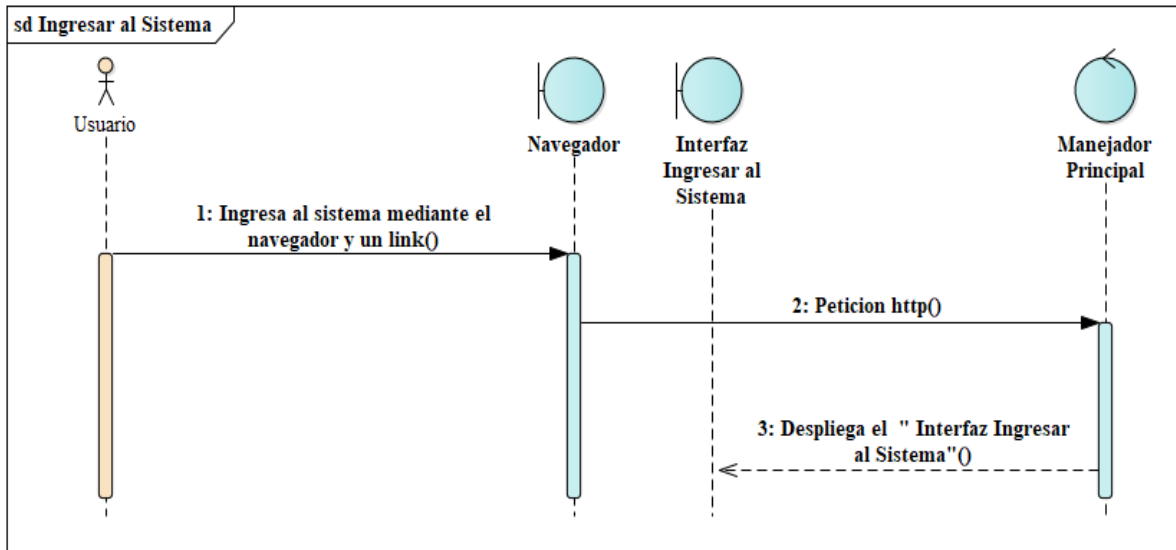 sd Ingresar al Sistema
Usuario
Navegador
Interfaz
Ingresar al
Sistema
Manejador
Principal
1: Ingresa al sistema mediante el
navegador y un link()
2: Peticion http()
3: Despliega el  " Interfaz Ingresar
al Sistema"()